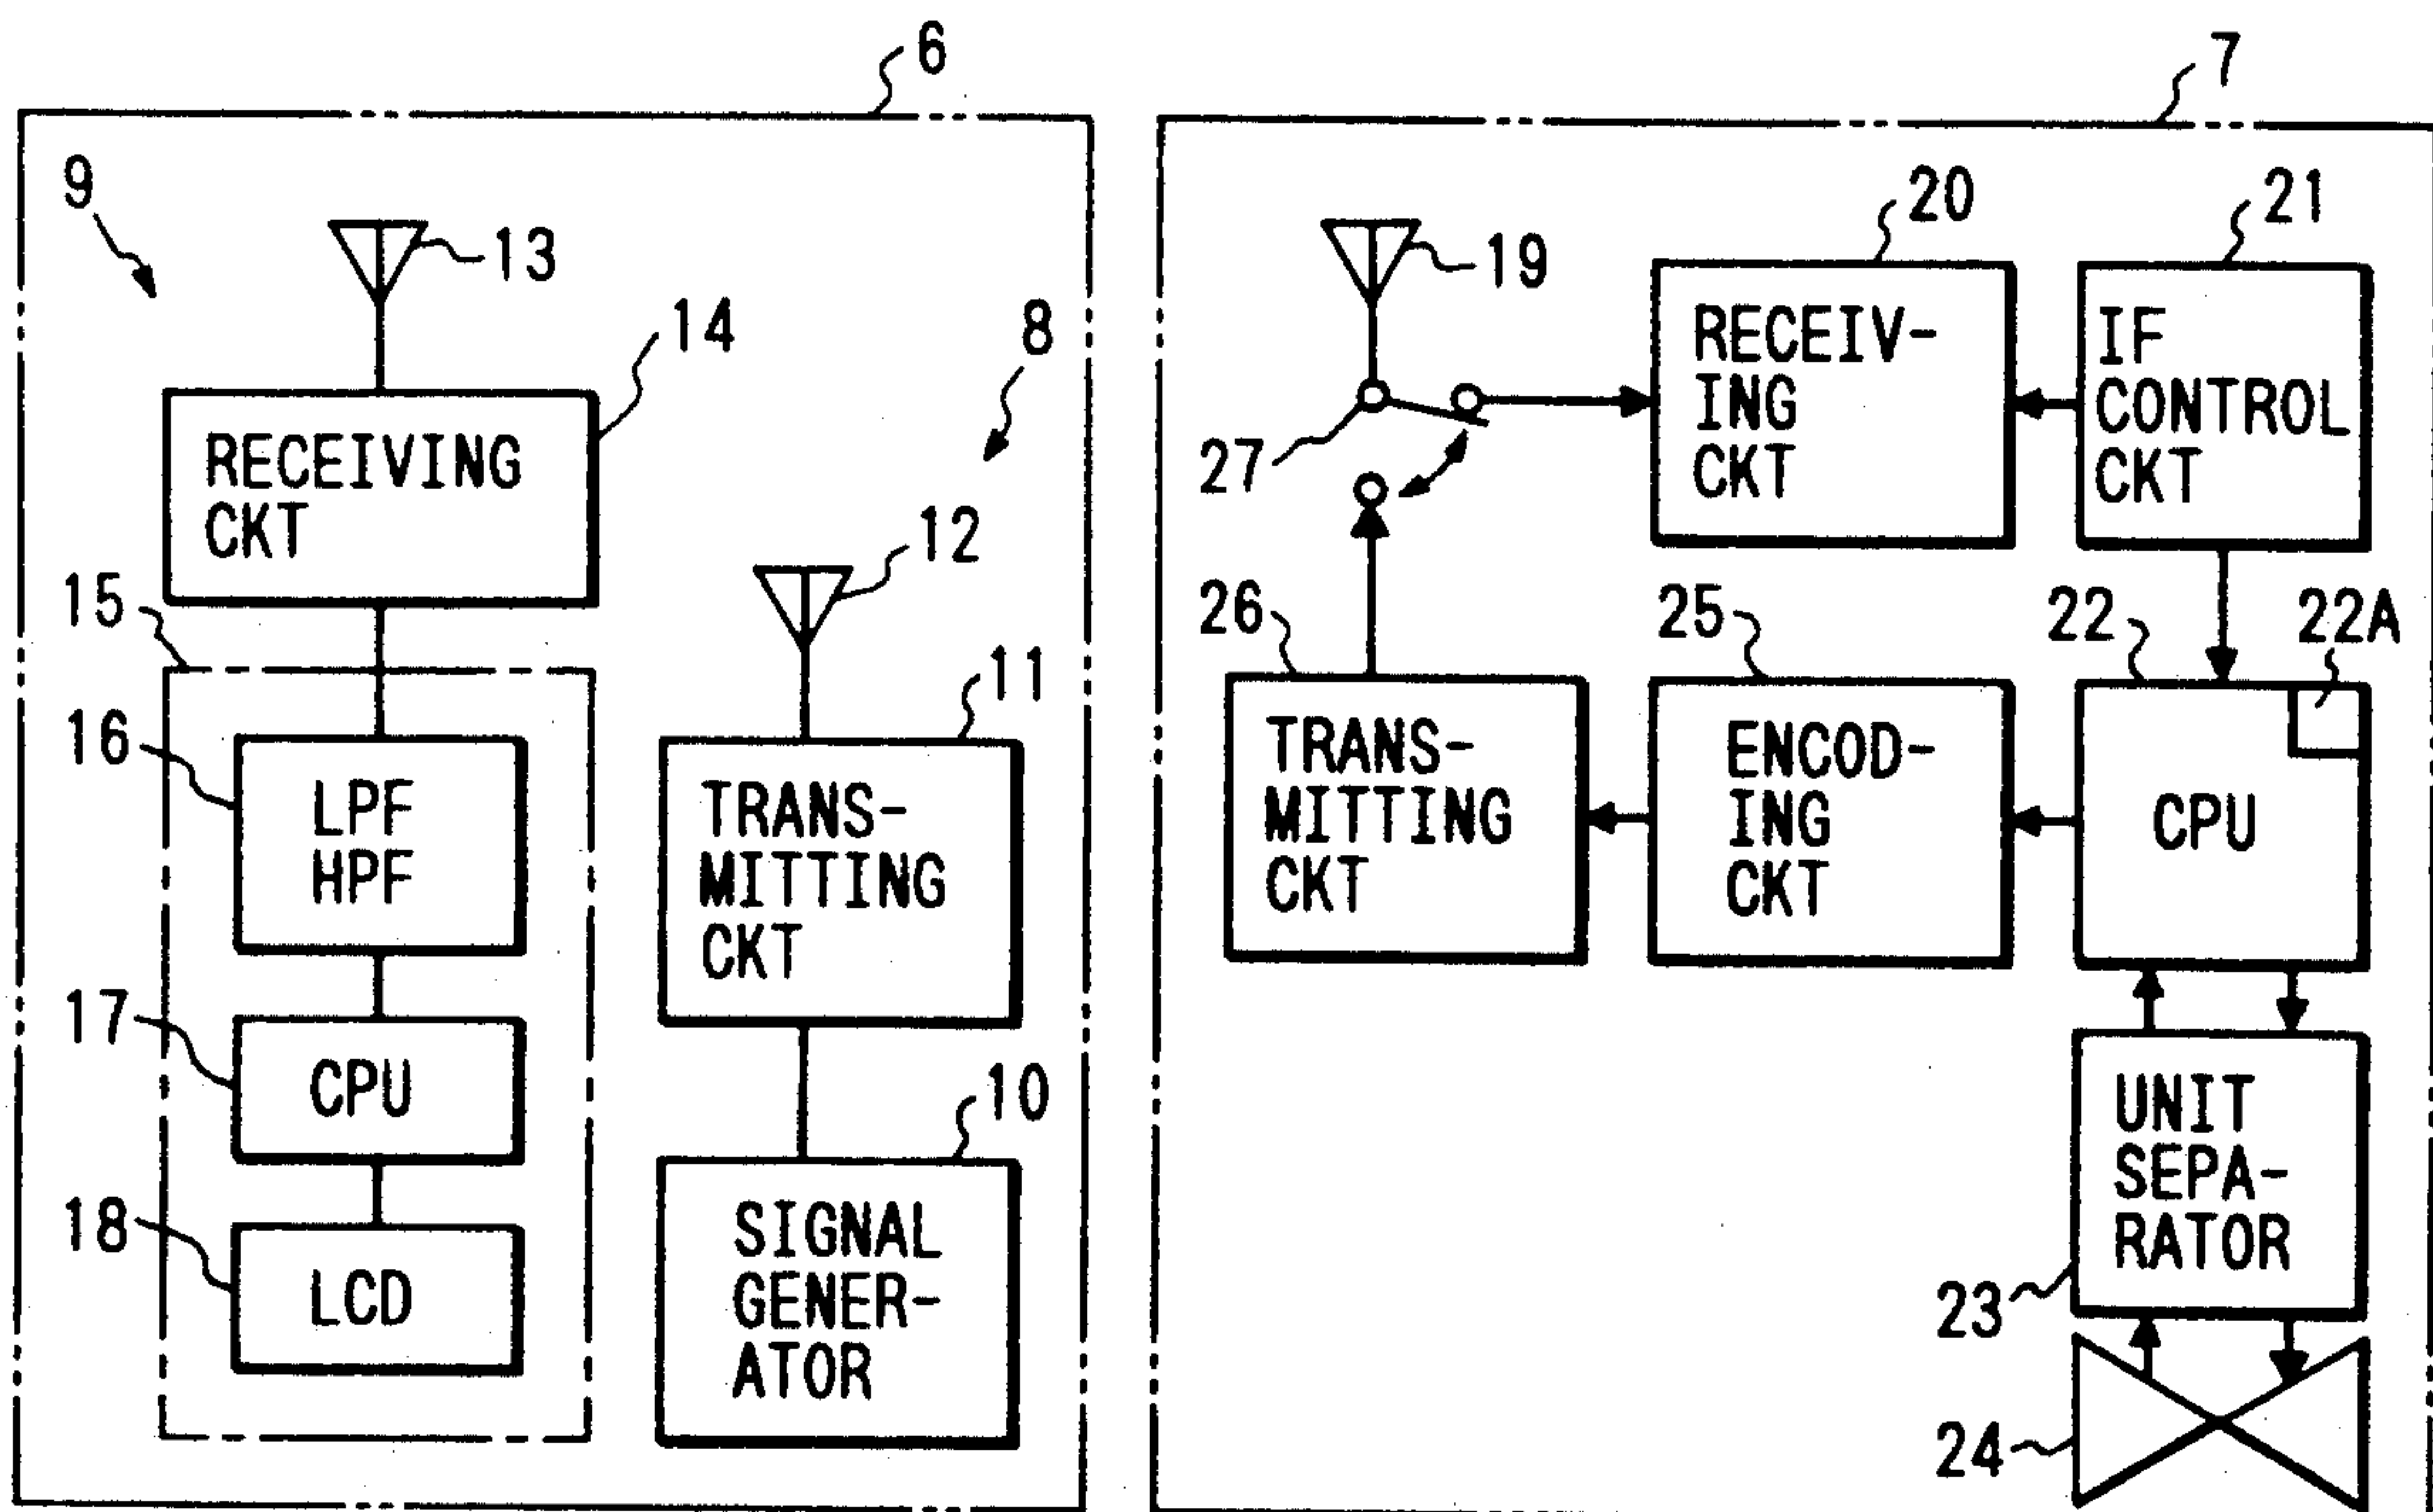 6
9
13
14
RECEIVING
CKT
8
15
12
16
LPF
HPF
11
TRANS-
MITTING
CKT
17
CPU
10
18
LCD
SIGNAL
GENER-
ATOR
7
19
20
RECEIV-
ING
CKT
21
IF
CONTROL
CKT
27
26
TRANS-
MITTING
CKT
25
ENCOD-
ING
CKT
22
22A
CPU
UNIT
SEPA-
RATOR
23
24